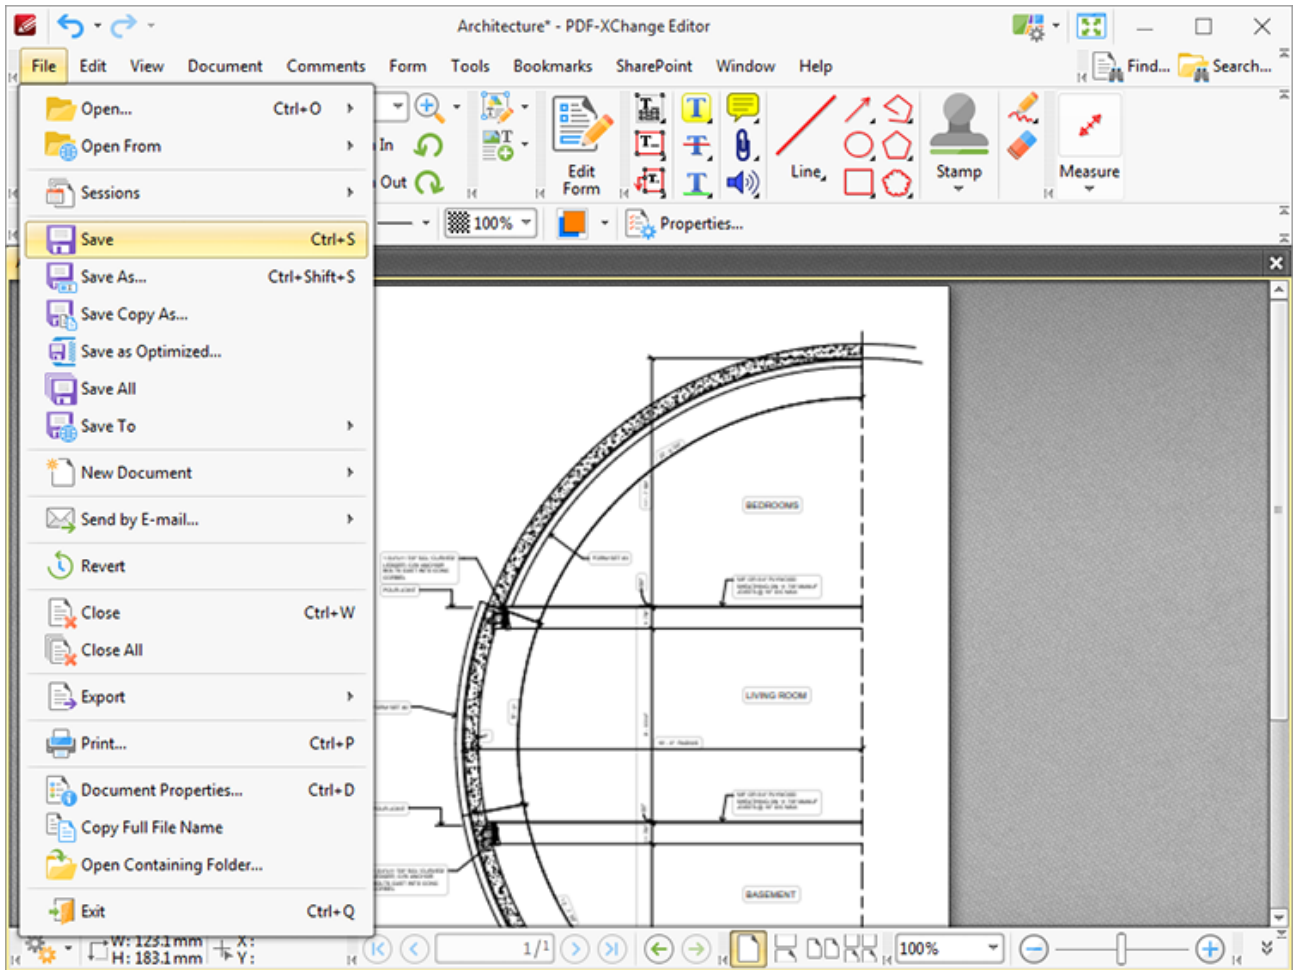 Architecture* - PDF-XChange Editor
File Edit View Document Comments Form Tools Bookmarks SharePoint Window Help
Find... Search...
Open... Ctrl+O
Open From
Sessions
Save Ctrl+S
Save As... Ctrl+Shift+S
Save Copy As...
Save as Optimized...
Save All
Save To
New Document
Send by E-mail...
Revert
Close Ctrl+W
Close All
Export
Print... Ctrl+P
Document Properties... Ctrl+D
Copy Full File Name
Open Containing Folder...
Exit Ctrl+Q
In
Out
Edit
Form
Line
Stamp
Measure
100%
Properties...
BEDROOMS
LIVING ROOM
BASEMENT
W: 123.1 mm
H: 183.1 mm
X:
Y:
1/1
100%